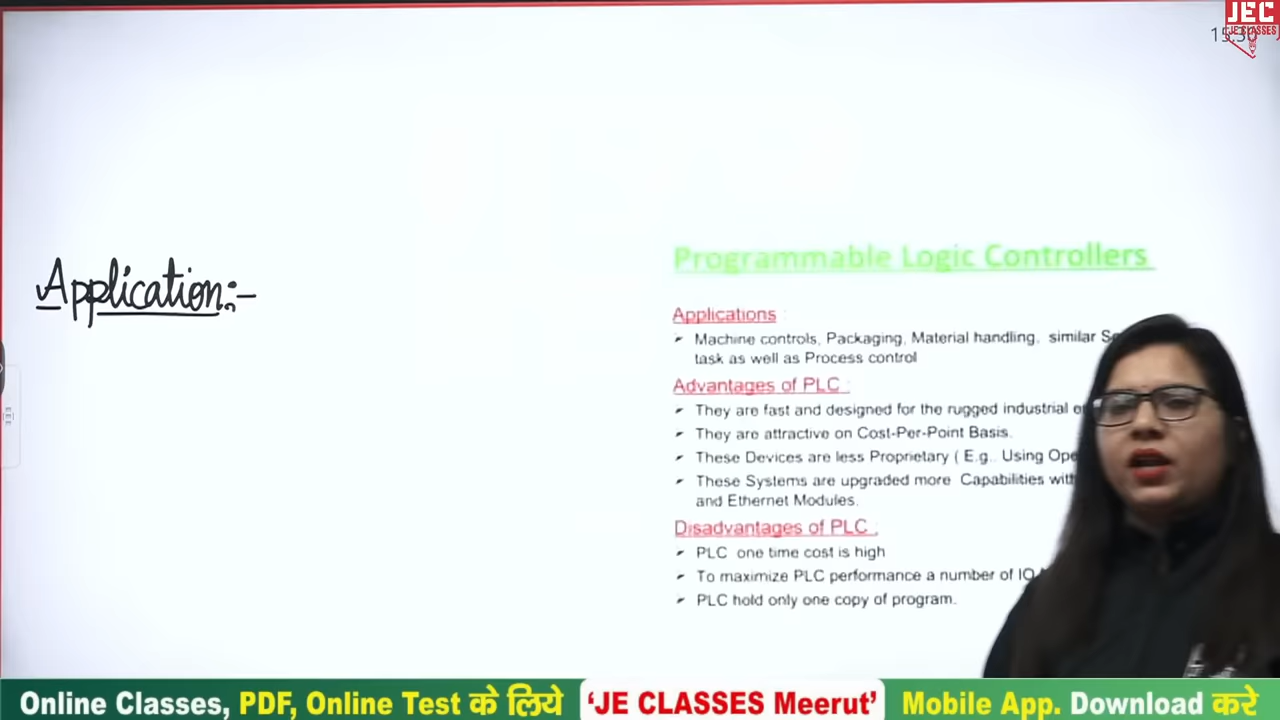 JEC
JE CLASSES
Application:-
Programmable Logic Controllers
Applications :
Machine controls, Packaging, Material handling, similar
task as well as Process control
Advantages of PLC :
They are fast and designed for the rugged industrial
They are attractive on Cost-Per-Point Basis.
These Devices are less Proprietary ( E.g.. Using
These Systems are upgraded more Capabilities
and Ethernet Modules.
Disadvantages of PLC :
PLC one time cost is high
To maximize PLC performance a number of IO
PLC hold only one copy of program.
Online Classes, PDF, Online Test के लिये 'JE CLASSES Meerut' Mobile App. Download करे